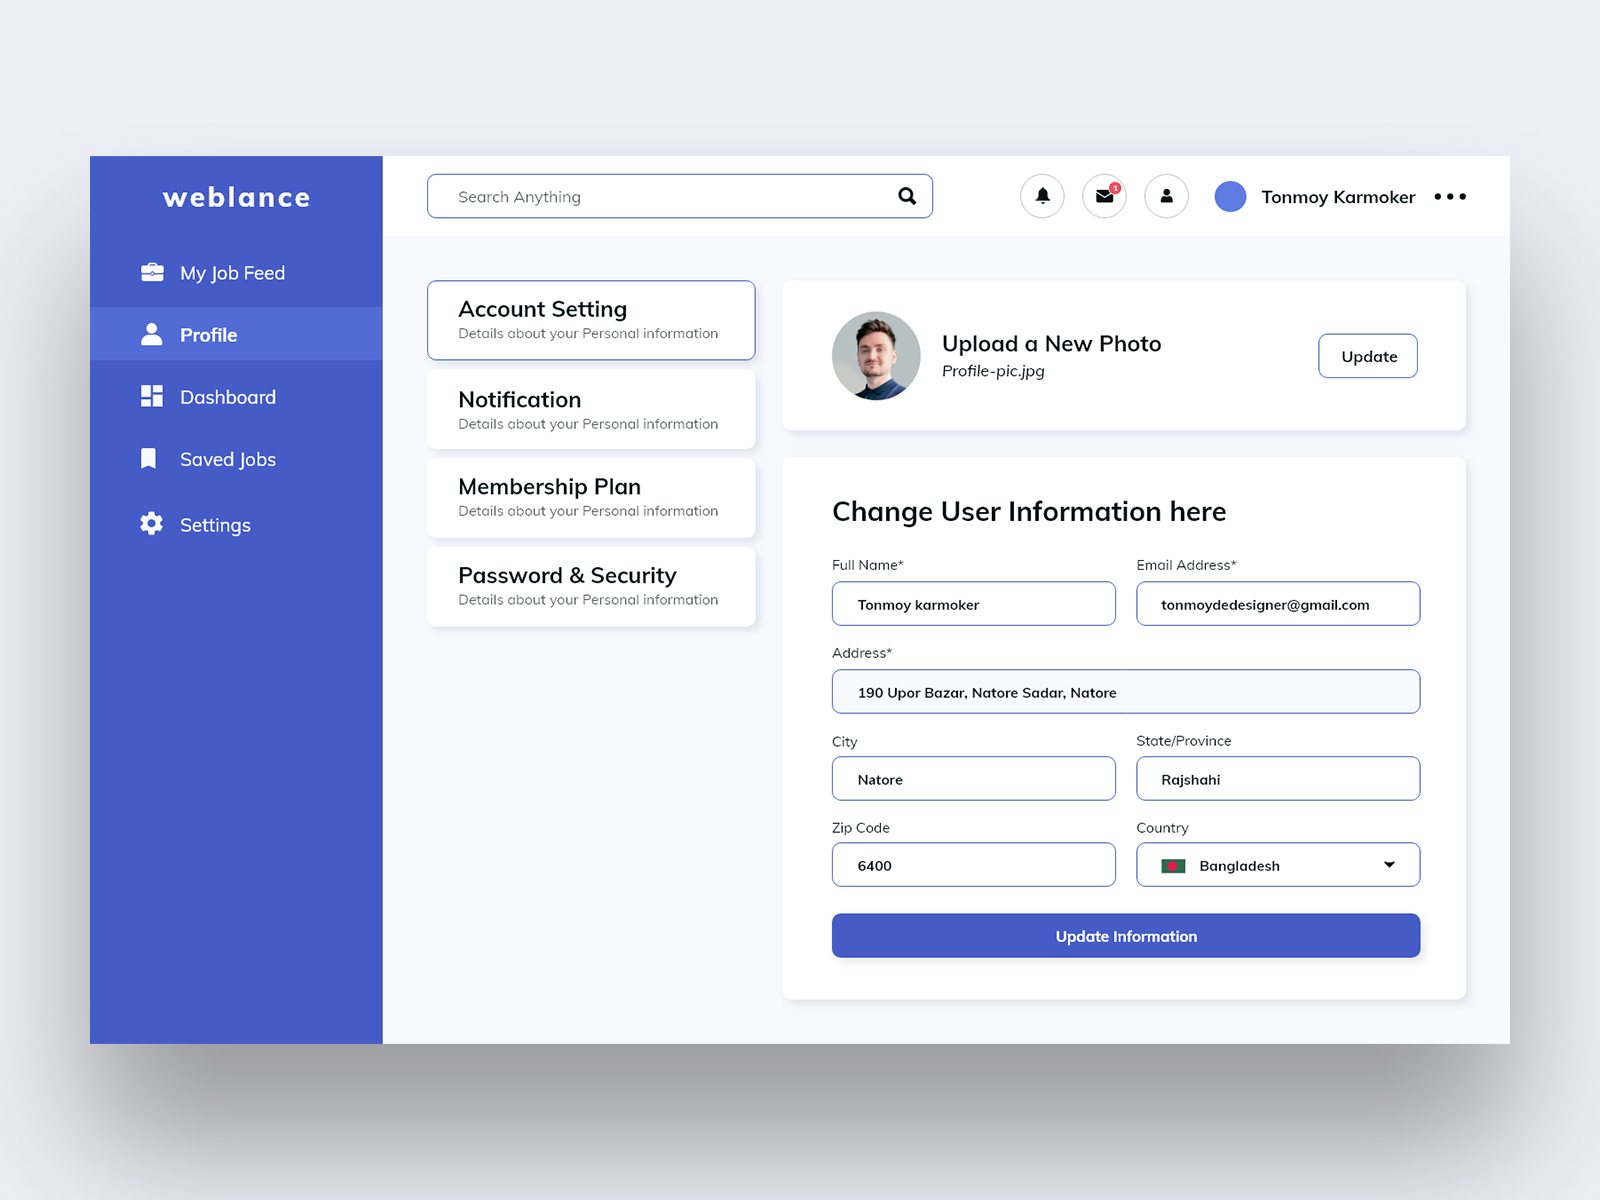 weblance
My Job Feed
Profile
Dashboard
Saved Jobs
Settings
Search Anything
1
Tonmoy Karmoker
Account Setting
Details about your Personal information
Notification
Details about your Personal information
Membership Plan
Details about your Personal information
Password & Security
Details about your Personal information
Upload a New Photo
Profile-pic.jpg
Update
Change User Information here
Full Name*
Tonmoy karmoker
Email Address*
tonmoydedesigner@gmail.com
Address*
190 Upor Bazar, Natore Sadar, Natore
City
Natore
State/Province
Rajshahi
Zip Code
6400
Country
Bangladesh
Update Information